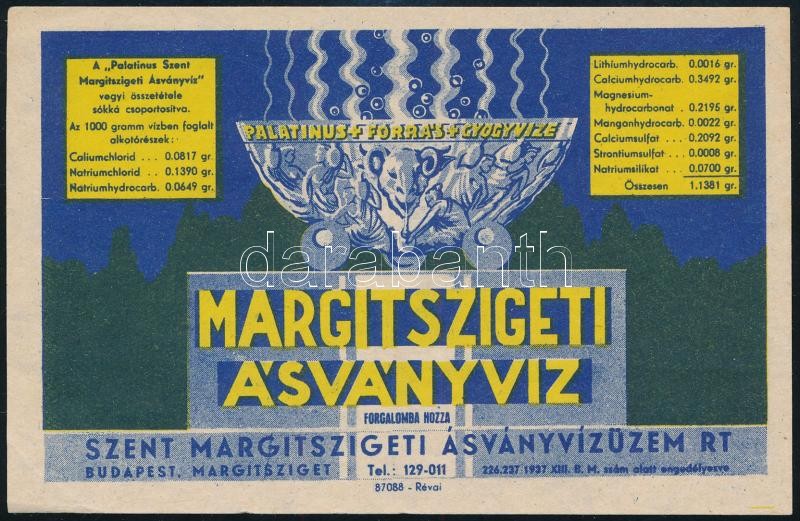 A „Palatinus Szent
Margitszigeti Ásványvíz"
vegyi összetétele
sókká csoportosítva.
Az 1000 gramm vízben foglalt
alkotórészek:
Caliumchlorid . . . 0.0817 gr.
Natriumchlorid . . 0.1390 gr.
Natriumhydrocarb. 0.0649 gr.
PALATINUS+FORRÁS+GYÓGYVIZE
Lithiumhydrocarb. 0.0016 gr.
Calciumhydrocarb. 0.3492 gr.
Magnesium-
hydrocarbonat . 0.2195 gr.
Manganhydrocarb. 0.0022 gr.
Calciumsulfat . . 0.2092 gr.
Strontiumsulfat . . 0.0008 gr.
Natriumsilikat . . . 0.0700 gr.
Összesen 1.1381 gr.
darabanth
MARGITSZIGETI
ÁSVÁNYVIZ
FORGALOMBA HOZZA
SZENT MARGITSZIGETI ÁSVÁNYVÍZÜZEM RT
BUDAPEST, MARGITSZIGET Tel.: 129-011 226.237 1937 XIII. B. M. szám alatt engedélyezve
87088 - Révai